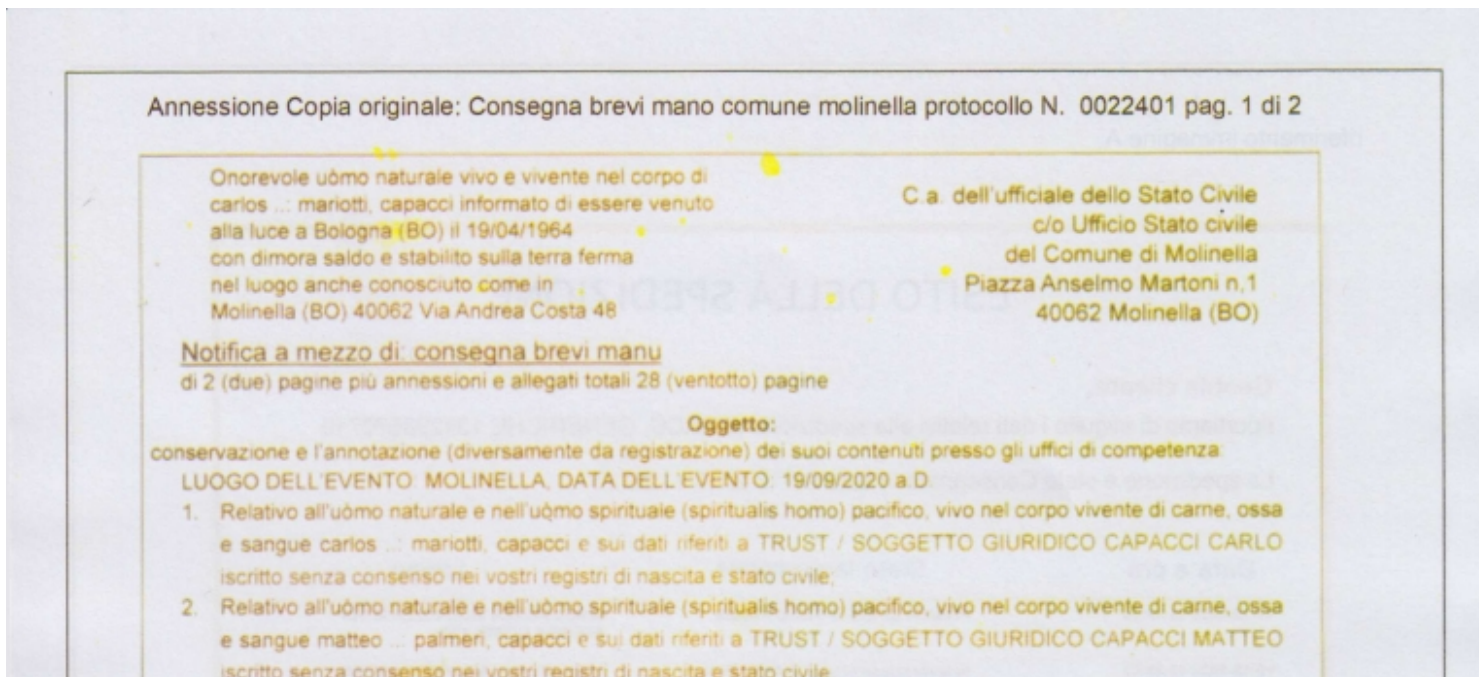 Annessione Copia originale: Consegna brevi mano comune molinella protocollo N. 0022401 pag. 1 di 2
Onorevole uòmo naturale vivo e vivente nel corpo di
carlos ..: mariotti, capacci informato di essere venuto
alla luce a Bologna (BO) il 19/04/1964
con dimora saldo e stabilito sulla terra ferma
nel luogo anche conosciuto come in
Molinella (BO) 40062 Via Andrea Costa 48
C.a. dell'ufficiale dello Stato Civile
c/o Ufficio Stato civile
del Comune di Molinella
Piazza Anselmo Martoni n,1
40062 Molinella (BO)
Notifica a mezzo di: consegna brevi manu
di 2 (due) pagine più annessioni e allegati totali 28 (ventotto) pagine
Oggetto:
conservazione e l'annotazione (diversamente da registrazione) dei suoi contenuti presso gli uffici di competenza:
LUOGO DELL'EVENTO: MOLINELLA, DATA DELL'EVENTO: 19/09/2020 a.D.
1. Relativo all'uòmo naturale e nell'uòmo spirituale (spiritualis homo) pacifico, vivo nel corpo vivente di carne, ossa
e sangue carlos ..: mariotti, capacci e sui dati riferiti a TRUST / SOGGETTO GIURIDICO CAPACCI CARLO
iscritto senza consenso nei vostri registri di nascita e stato civile;
2. Relativo all'uòmo naturale e nell'uòmo spirituale (spiritualis homo) pacifico, vivo nel corpo vivente di carne, ossa
e sangue matteo ... palmeri, capacci e sui dati riferiti a TRUST / SOGGETTO GIURIDICO CAPACCI MATTEO
iscritto senza consenso nei vostri registri di nascita e stato civile